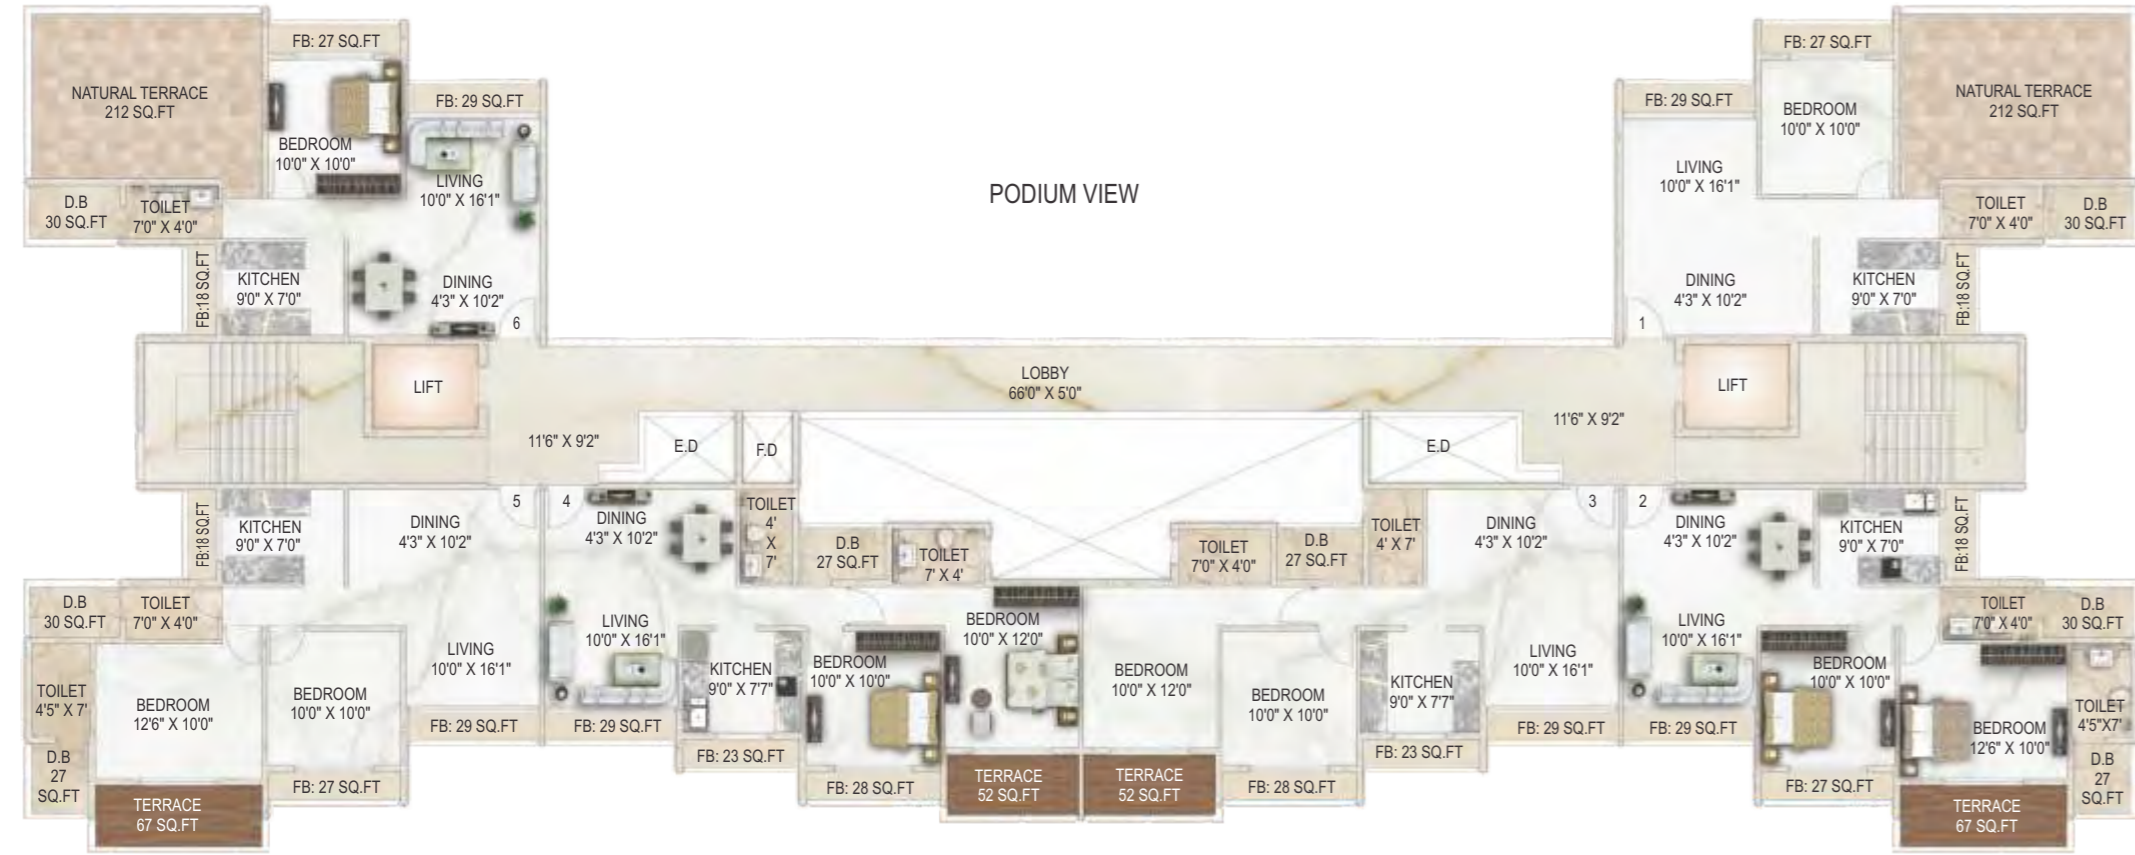 FB: 27 SQ.FT
NATURAL TERRACE
212 SQ.FT
FB: 29 SQ.FT
BEDROOM
10'0" X 10'0"
LIVING
10'0" X 16'1"
D.B
30 SQ.FT
TOILET
7'0" X 4'0"
FB:18 SQ.FT
KITCHEN
9'0" X 7'0"
DINING
4'3" X 10'2"
6
PODIUM VIEW
FB: 27 SQ.FT
FB: 29 SQ.FT
BEDROOM
10'0" X 10'0"
NATURAL TERRACE
212 SQ.FT
LIVING
10'0" X 16'1"
TOILET
7'0" X 4'0"
D.B
30 SQ.FT
DINING
4'3" X 10'2"
KITCHEN
9'0" X 7'0"
FB:18 SQ.FT
1
LIFT
LOBBY
66'0" X 5'0"
LIFT
11'6" X 9'2"
E.D
F.D
E.D
11'6" X 9'2"
FB:18 SQ.FT
KITCHEN
9'0" X 7'0"
DINING
4'3" X 10'2"
5
D.B
30 SQ.FT
TOILET
7'0" X 4'0"
LIVING
10'0" X 16'1"
TOILET
4'5" X 7'
BEDROOM
12'6" X 10'0"
BEDROOM
10'0" X 10'0"
FB: 29 SQ.FT
D.B
27
SQ.FT
FB: 27 SQ.FT
TERRACE
67 SQ.FT
4
DINING
4'3" X 10'2"
TOILET
4'
X
7'
D.B
27 SQ.FT
TOILET
7' X 4'
LIVING
10'0" X 16'1"
BEDROOM
10'0" X 12'0"
KITCHEN
9'0" X 7'7"
BEDROOM
10'0" X 10'0"
FB: 29 SQ.FT
FB: 23 SQ.FT
FB: 28 SQ.FT
TERRACE
52 SQ.FT
TOILET
7'0" X 4'0"
D.B
27 SQ.FT
TOILET
4' X 7'
DINING
4'3" X 10'2"
3
BEDROOM
10'0" X 12'0"
BEDROOM
10'0" X 10'0"
KITCHEN
9'0" X 7'7"
LIVING
10'0" X 16'1"
FB: 29 SQ.FT
FB: 23 SQ.FT
TERRACE
52 SQ.FT
FB: 28 SQ.FT
2
DINING
4'3" X 10'2"
KITCHEN
9'0" X 7'0"
FB:18 SQ.FT
LIVING
10'0" X 16'1"
TOILET
7'0" X 4'0"
D.B
30 SQ.FT
BEDROOM
10'0" X 10'0"
BEDROOM
12'6" X 10'0"
TOILET
4'5"X7'
FB: 29 SQ.FT
FB: 27 SQ.FT
D.B
27
SQ.FT
TERRACE
67 SQ.FT